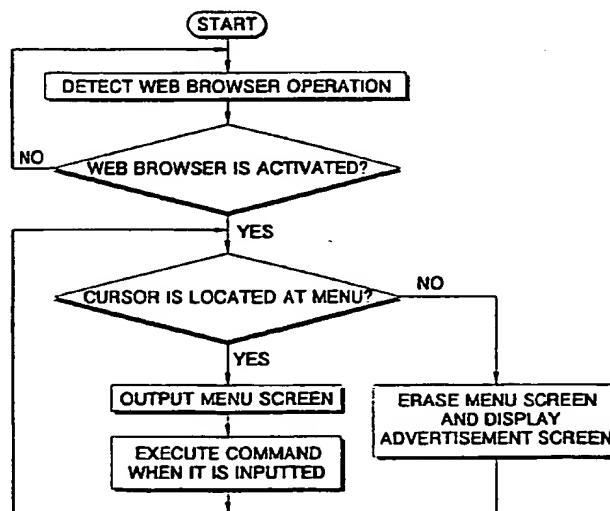 START
DETECT WEB BROWSER OPERATION
NO
WEB BROWSER IS ACTIVATED?
YES
CURSOR IS LOCATED AT MENU?
NO
YES
OUTPUT MENU SCREEN
EXECUTE COMMAND
WHEN IT IS INPUTTED
ERASE MENU SCREEN
AND DISPLAY
ADVERTISEMENT SCREEN